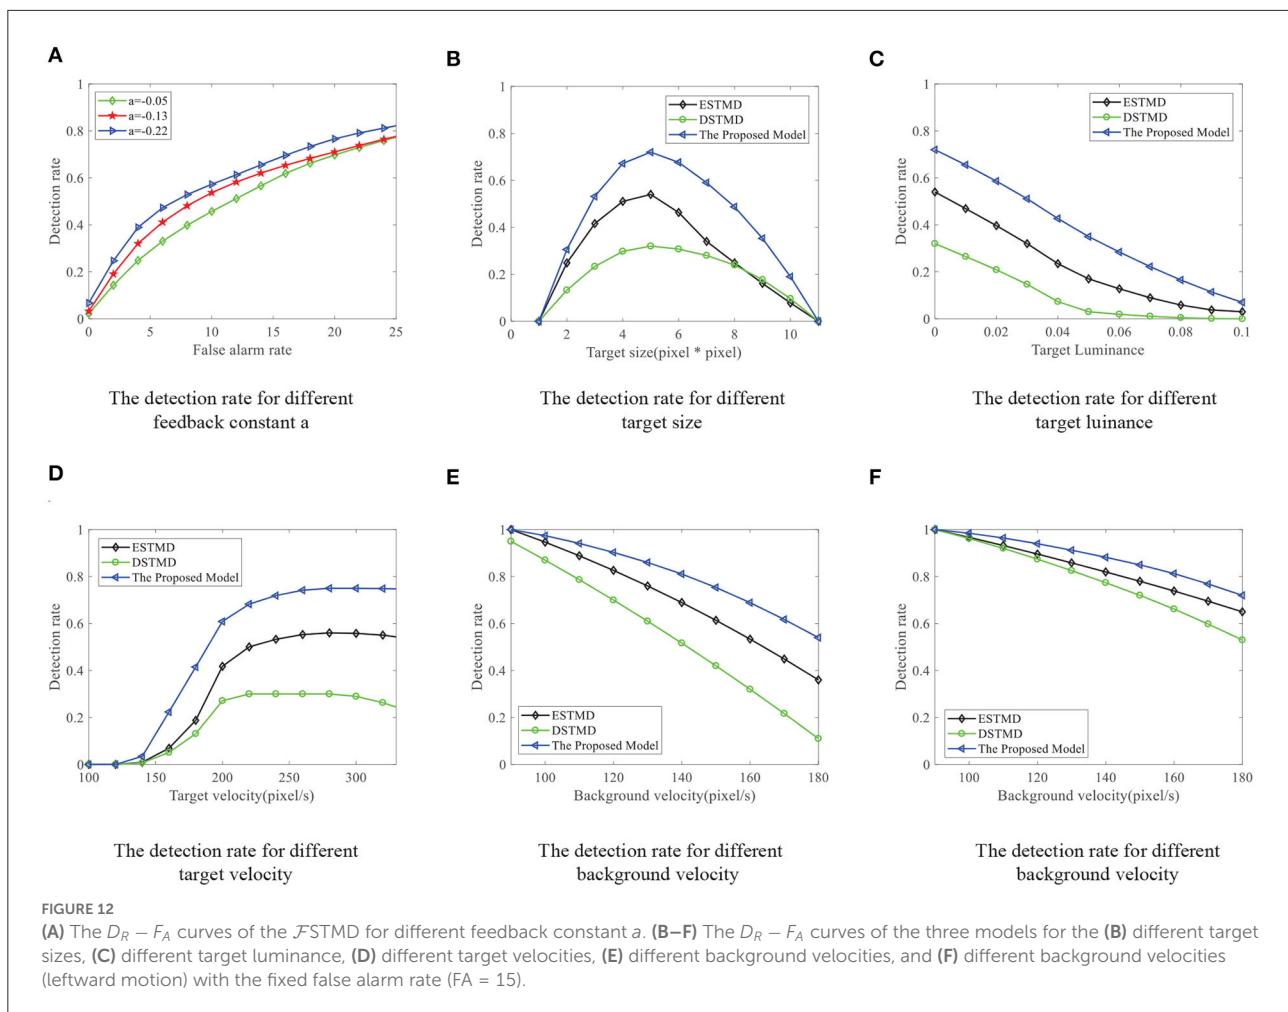 A
1
0.8
0.6
0.4
0.2
0
Detection rate
a=-0.05
a=-0.13
a=-0.22
0 5 10 15 20 25
False alarm rate
The detection rate for different
feedback constant a
B
1
0.8
0.6
0.4
0.2
0
Detection rate
ESTMD
DSTMD
The Proposed Model
0 2 4 6 8 10
Target size(pixel * pixel)
The detection rate for different
target size
C
1
0.8
0.6
0.4
0.2
0
Detection rate
ESTMD
DSTMD
The Proposed Model
0 0.02 0.04 0.06 0.08 0.1
Target Luminance
The detection rate for different
target luinance
D
1
0.8
0.6
0.4
0.2
0
Detection rate
ESTMD
DSTMD
The Proposed Model
100 150 200 250 300
Target velocity(pixel/s)
The detection rate for different
target velocity
E
1
0.8
0.6
0.4
0.2
0
Detection rate
ESTMD
DSTMD
The Proposed Model
100 120 140 160 180
Background velocity(pixel/s)
The detection rate for different
background velocity
F
1
0.8
0.6
0.4
0.2
0
Detection rate
ESTMD
DSTMD
The Proposed Model
100 120 140 160 180
Background velocity(pixel/s)
The detection rate for different
background velocity
FIGURE 12
(A) The D_R − F_A curves of the ℱSTMD for different feedback constant a. (B–F) The D_R − F_A curves of the three models for the (B) different target
sizes, (C) different target luminance, (D) different target velocities, (E) different background velocities, and (F) different background velocities
(leftward motion) with the fixed false alarm rate (FA = 15).